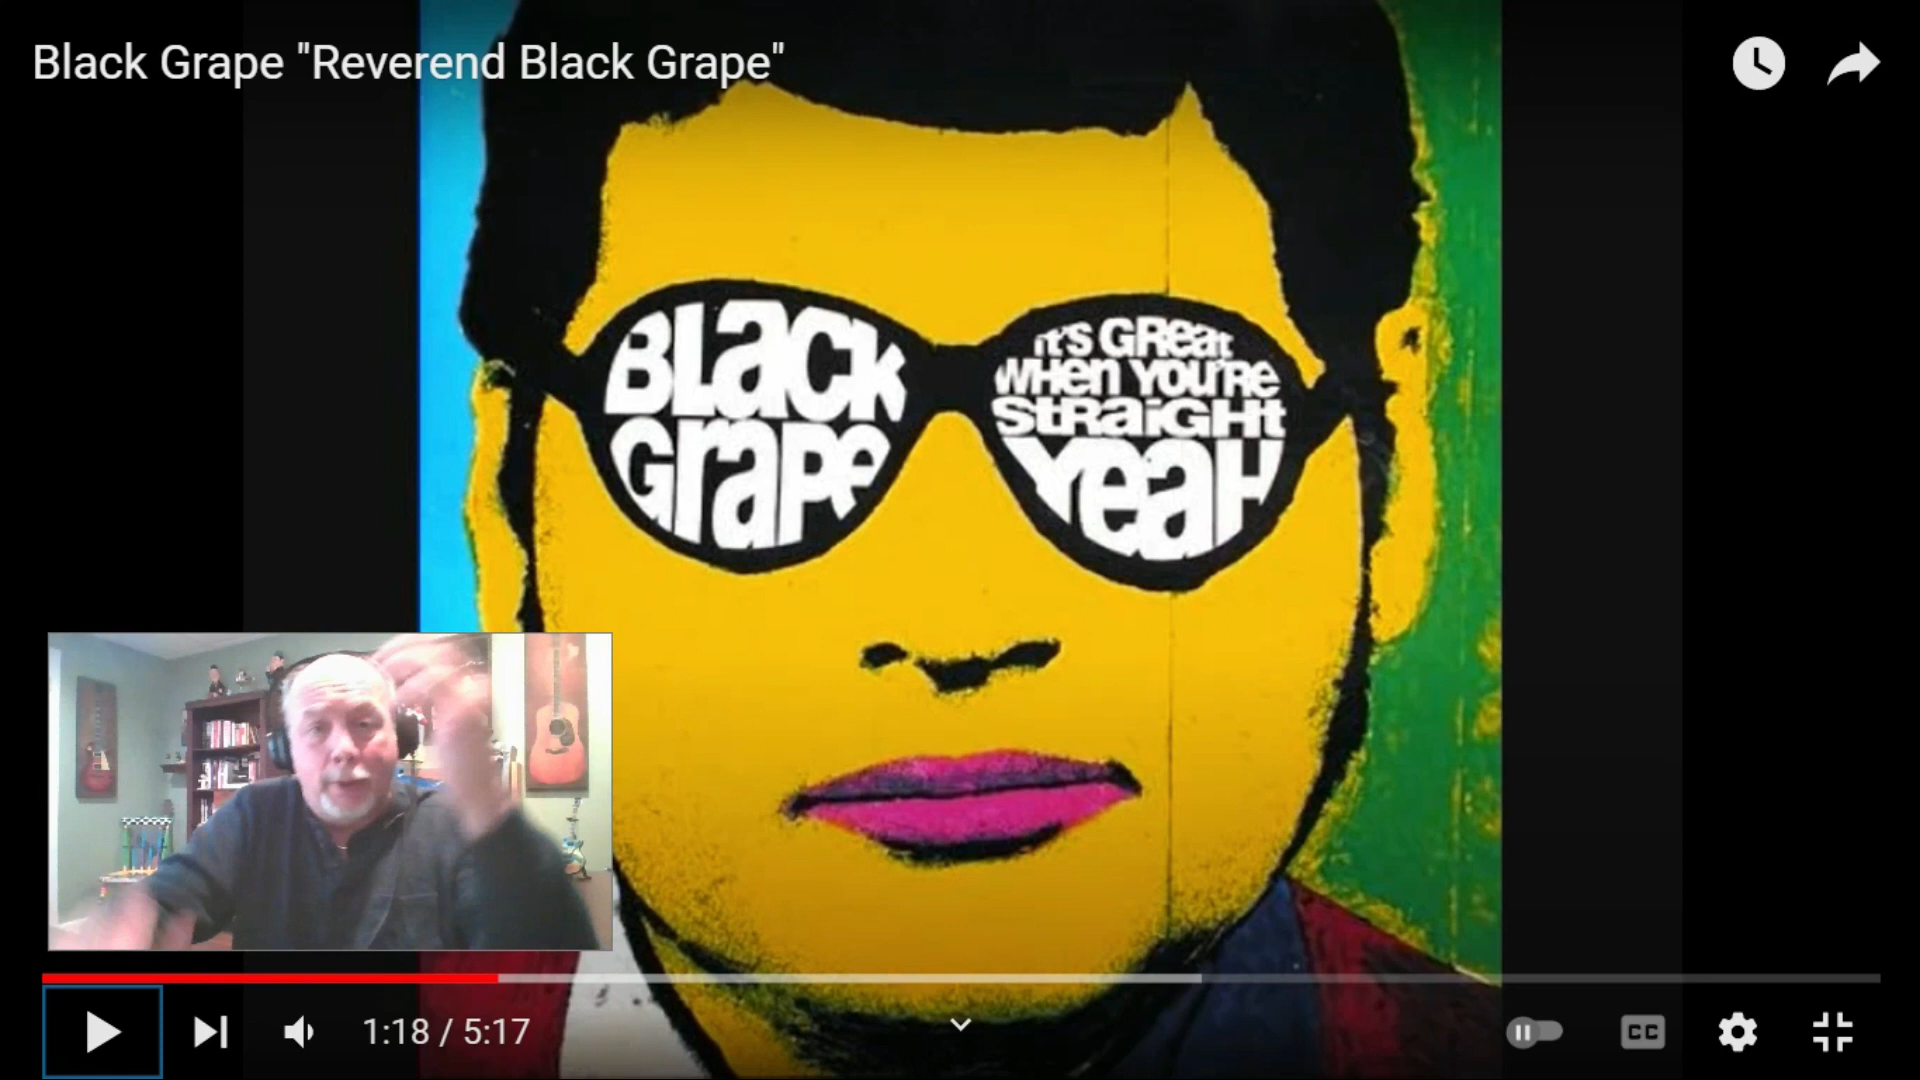 Black Grape "Reverend Black Grape"
BLack
Grape
it's GReat
WHen YOU'Re
StRaiGHt
Yeah
1:18 / 5:17
CC